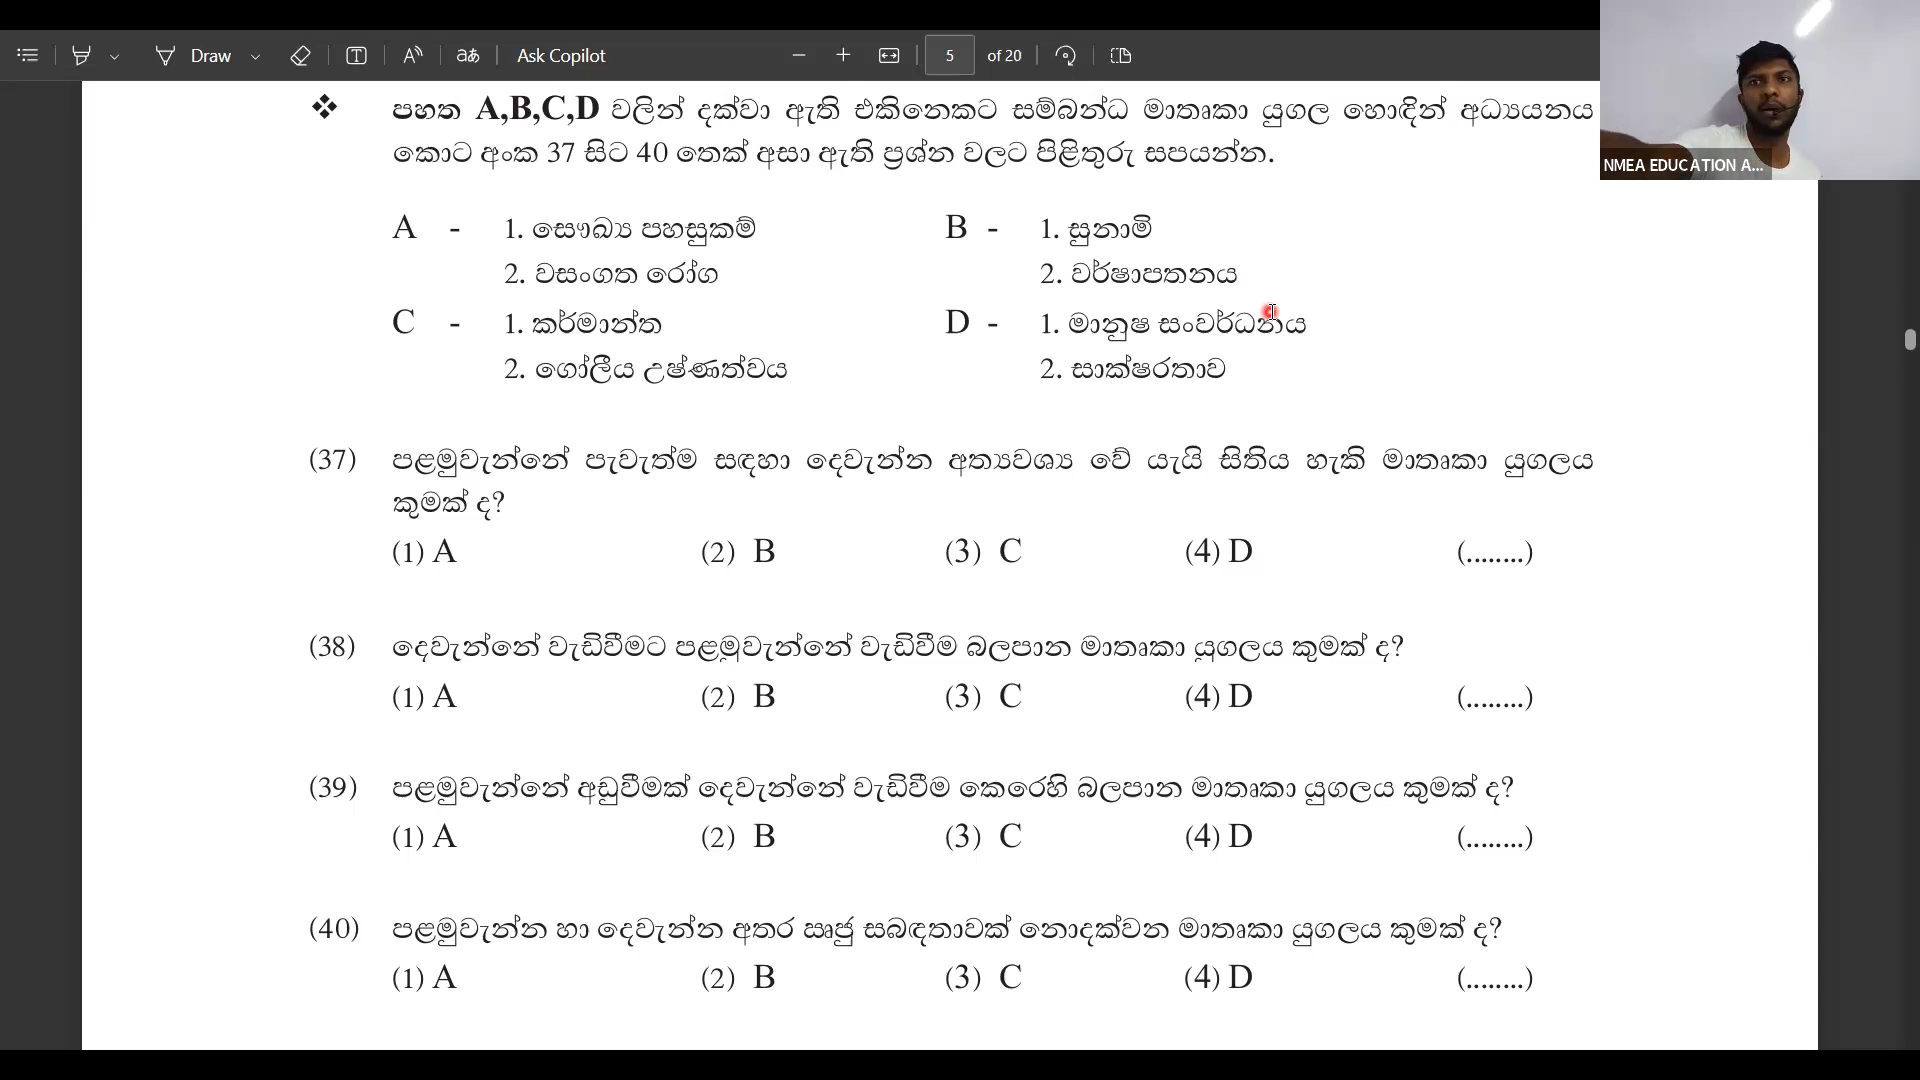 Draw
Ask Copilot
5 of 20
NMEA EDUCATION A...
❖ පහත A,B,C,D වලින් දක්වා ඇති එකිනෙකට සම්බන්ධ මාතෘකා යුගල හොඳින් අධ්‍යයනය
කොට අංක 37 සිට 40 තෙක් අසා ඇති ප්‍රශ්න වලට පිළිතුරු සපයන්න.
A - 1. සෞඛ්‍ය පහසුකම් B - 1. සුනාමි
2. වසංගත රෝග 2. වර්ෂාපතනය
C - 1. කර්මාන්ත D - 1. මානුෂ සංවර්ධනය
2. ගෝලීය උෂ්ණත්වය 2. සාක්ෂරතාව
(37) පළමුවැන්නේ පැවැත්ම සඳහා දෙවැන්න අත්‍යවශ්‍ය වේ යැයි සිතිය හැකි මාතෘකා යුගලය
කුමක් ද?
(1) A (2) B (3) C (4) D (........)
(38) දෙවැන්නේ වැඩිවීමට පළමුවැන්නේ වැඩිවීම බලපාන මාතෘකා යුගලය කුමක් ද?
(1) A (2) B (3) C (4) D (........)
(39) පළමුවැන්නේ අඩුවීමක් දෙවැන්නේ වැඩිවීම කෙරෙහි බලපාන මාතෘකා යුගලය කුමක් ද?
(1) A (2) B (3) C (4) D (........)
(40) පළමුවැන්න හා දෙවැන්න අතර සෘජු සබඳතාවක් නොදක්වන මාතෘකා යුගලය කුමක් ද?
(1) A (2) B (3) C (4) D (........)